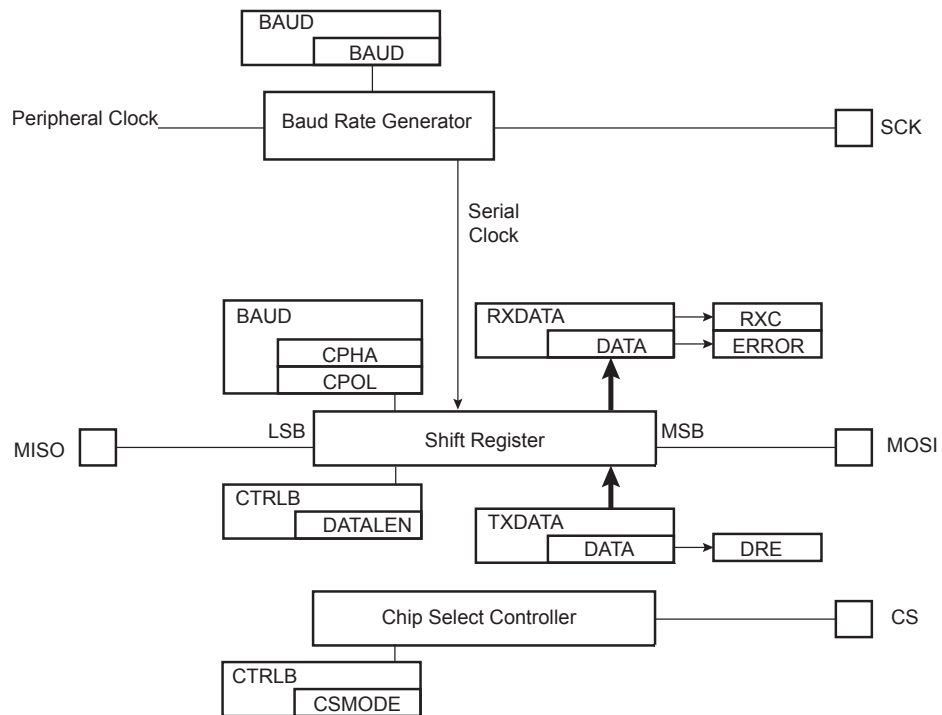 BAUD
BAUD
Peripheral Clock
Baud Rate Generator
SCK
Serial
Clock
BAUD
CPHA
CPOL
RXDATA
DATA
RXC
ERROR
MISO
LSB
Shift Register
MSB
MOSI
CTRLB
DATALEN
TXDATA
DATA
DRE
Chip Select Controller
CS
CTRLB
CSMODE